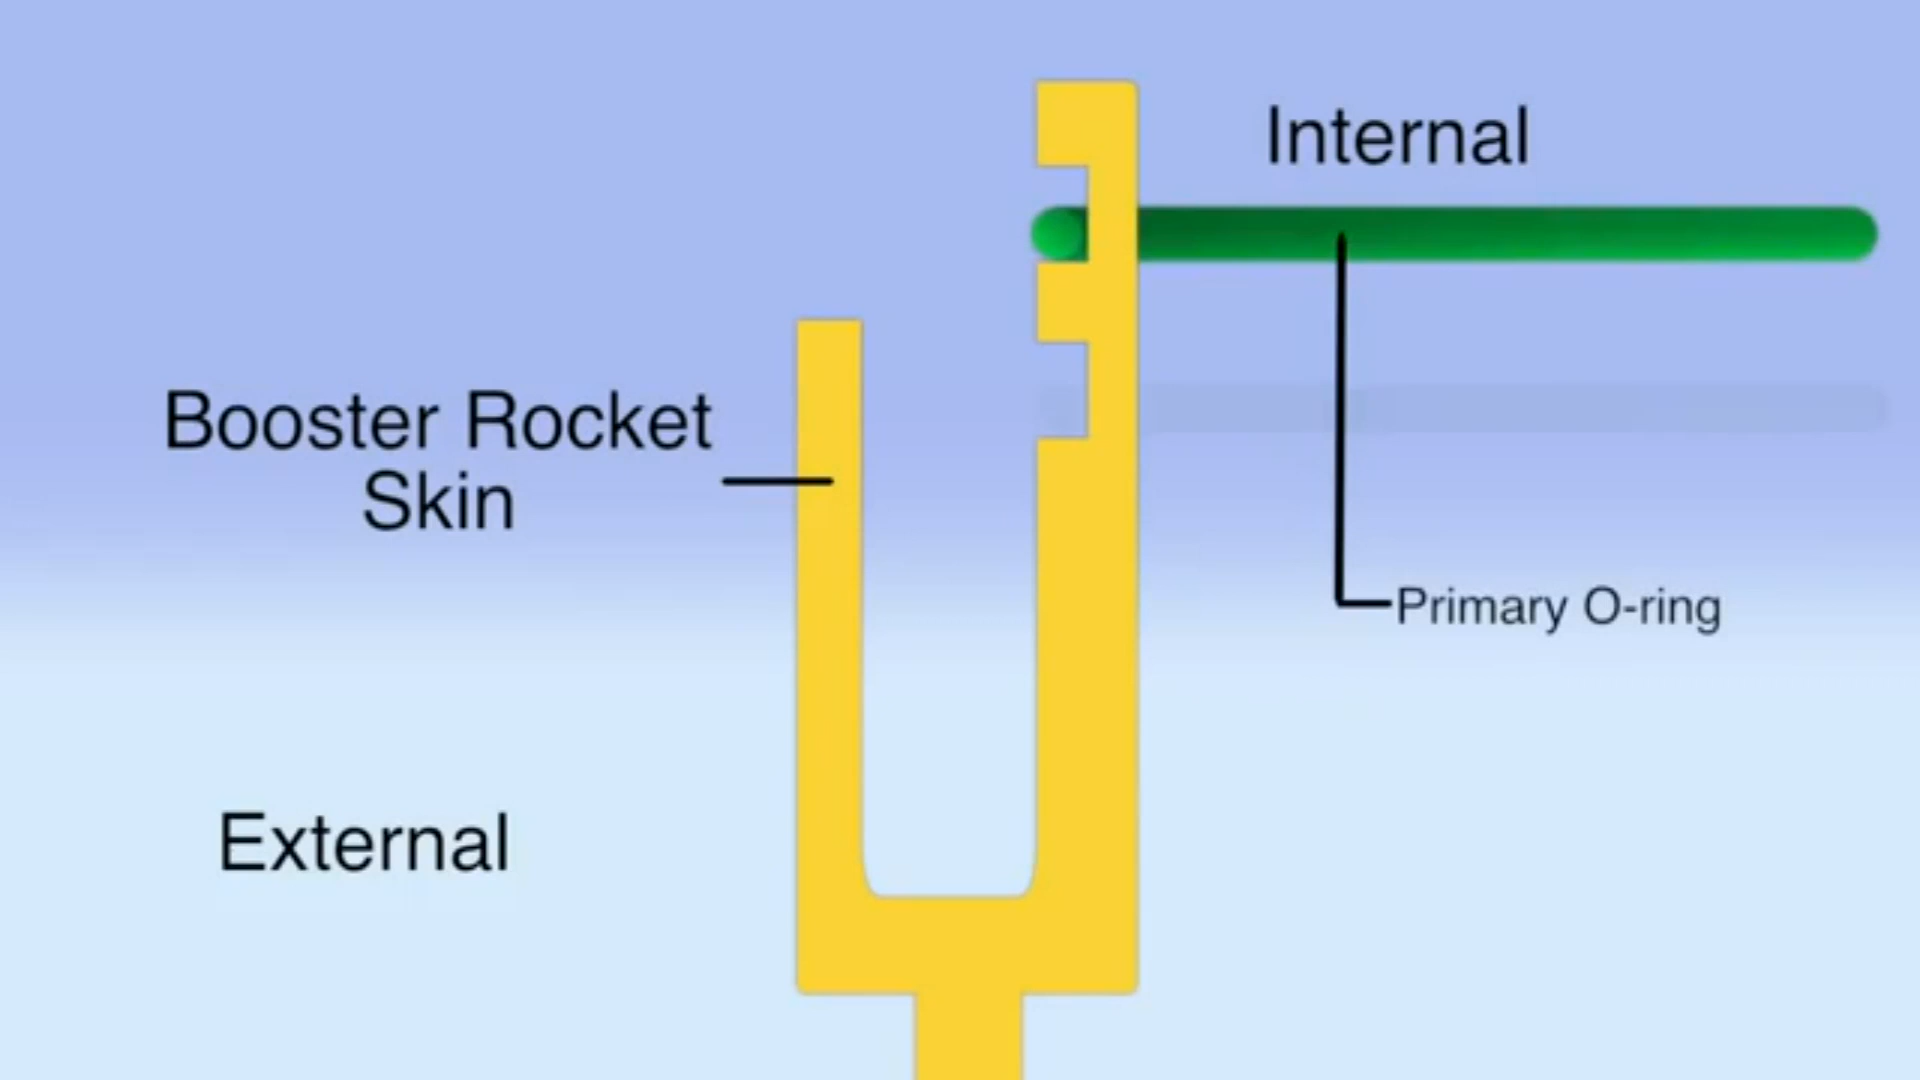 Internal
Booster Rocket
Skin
Primary O-ring
External